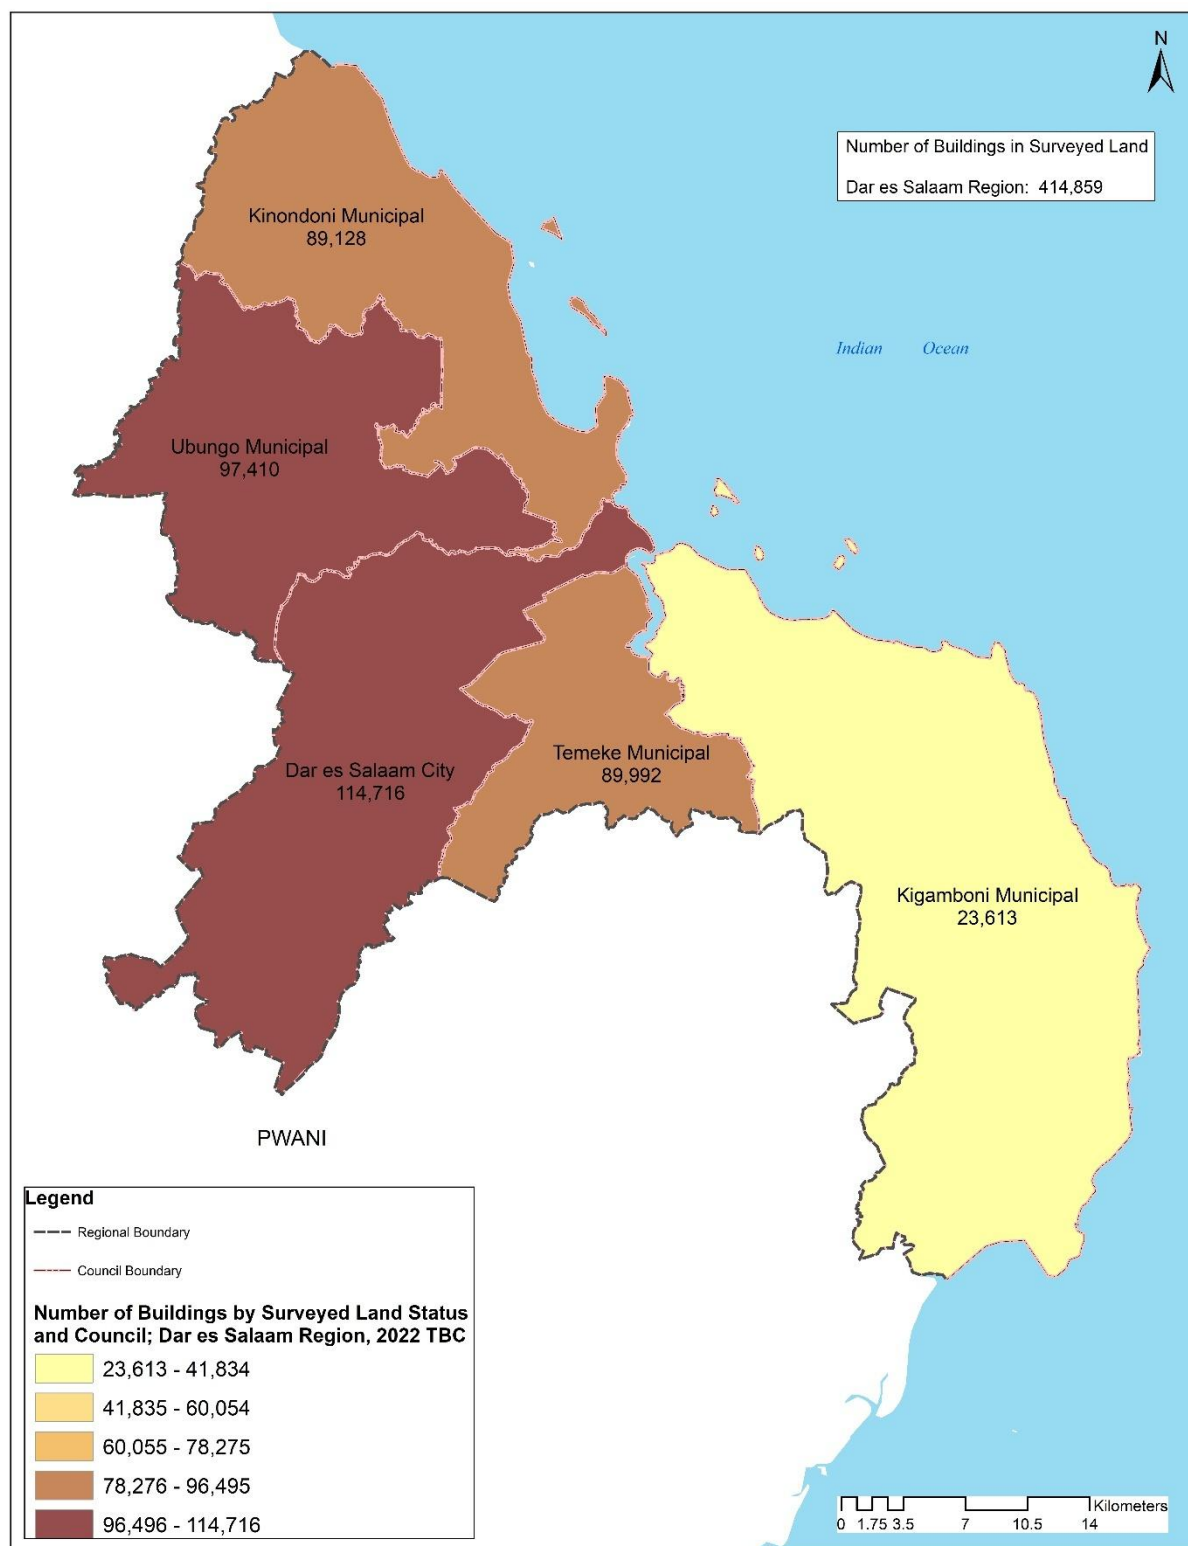 N
Number of Buildings in Surveyed Land
Dar es Salaam Region: 414,859
Kinondoni Municipal
89,128
Indian Ocean
Ubungo Municipal
97,410
Temeke Municipal
89,992
Dar es Salaam City
114,716
Kigamboni Municipal
23,613
PWANI
Legend
Regional Boundary
Council Boundary
Number of Buildings by Surveyed Land Status
and Council; Dar es Salaam Region, 2022 TBC
23,613 - 41,834
41,835 - 60,054
60,055 - 78,275
78,276 - 96,495
96,496 - 114,716
Kilometers
0 1.75 3.5 7 10.5 14